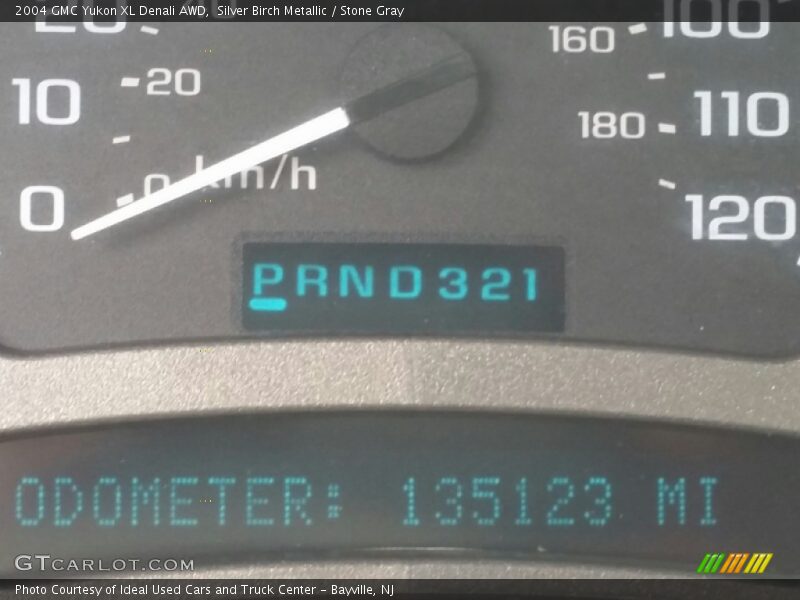 2004 GMC Yukon XL Denali AWD, Silver Birch Metallic / Stone Gray
20
160
100
10
20
180
110
0
0 km/h
120
PRND321
ODOMETER: 135123 MI
GTCARLOT.COM
Photo Courtesy of Ideal Used Cars and Truck Center - Bayville, NJ